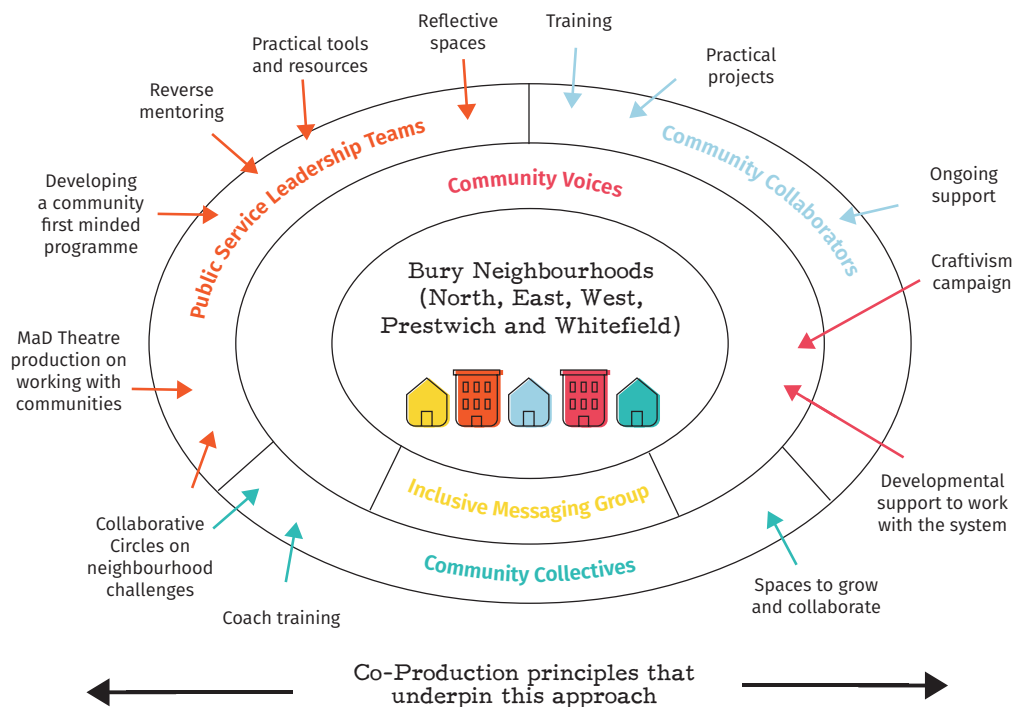 Reflective
spaces
Training
Practical tools
and resources
Practical
projects
Reverse
mentoring
Public Service Leadership Teams
Community Collaborators
Community Voices
Developing
a community
first minded
programme
Ongoing
support
Craftivism
campaign
Bury Neighbourhoods
(North, East, West,
Prestwich and Whitefield)
MaD Theatre
production on
working with
communities
Inclusive Messaging Group
Developmental
support to work
with the system
Collaborative
Circles on
neighbourhood
challenges
Community Collectives
Spaces to grow
and collaborate
Coach training
Co-Production principles that
underpin this approach